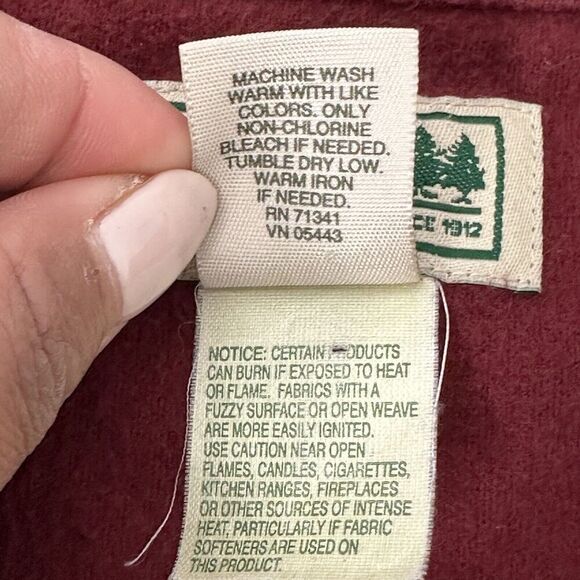 MACHINE WASH
WARM WITH LIKE
COLORS. ONLY
NON-CHLORINE
BLEACH IF NEEDED.
TUMBLE DRY LOW.
WARM IRON
IF NEEDED.
RN 71341
VN 05443
CE 1912
NOTICE: CERTAIN PRODUCTS
CAN BURN IF EXPOSED TO HEAT
OR FLAME. FABRICS WITH A
FUZZY SURFACE OR OPEN WEAVE
ARE MORE EASILY IGNITED.
USE CAUTION NEAR OPEN
FLAMES, CANDLES, CIGARETTES,
KITCHEN RANGES, FIREPLACES
OR OTHER SOURCES OF INTENSE
HEAT, PARTICULARLY IF FABRIC
SOFTENERS ARE USED ON
THIS PRODUCT.